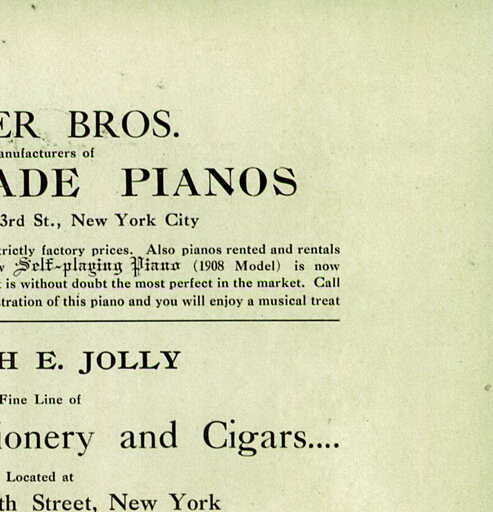 ER BROS.
anufacturers of
ADE PIANOS
3rd St., New York City
rictly factory prices. Also pianos rented and rentals
w Self-playing Piano (1908 Model) is now
t is without doubt the most perfect in the market. Call
tration of this piano and you will enjoy a musical treat
H E. JOLLY
Fine Line of
ionery and Cigars....
Located at
th Street, New York